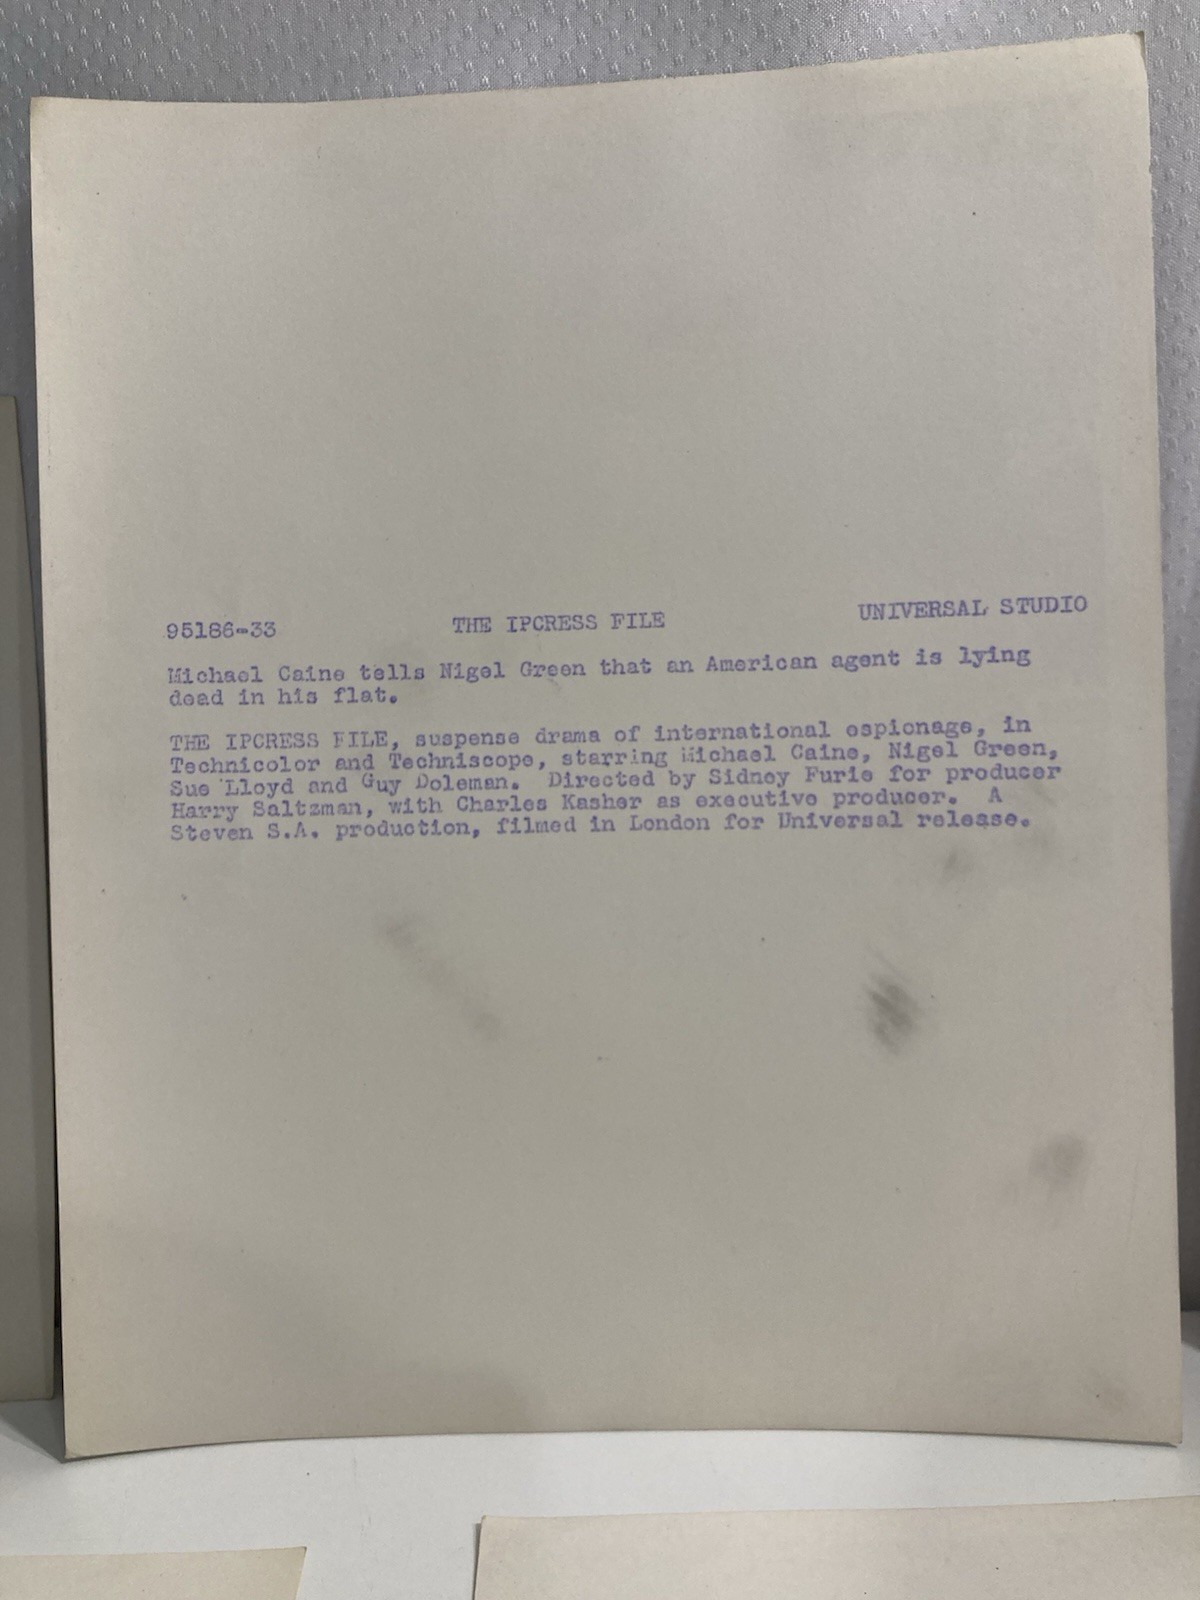 95186-33 THE IPCRESS FILE UNIVERSAL STUDIO
Michael Caine tells Nigel Green that an American agent is lying
dead in his flat.
THE IPCRESS FILE, suspense drama of international espionage, in
Technicolor and Techniscope, starring Michael Caine, Nigel Green,
Sue Lloyd and Guy Doleman. Directed by Sidney Furie for producer
Harry Saltzman, with Charles Kasher as executive producer. A
Steven S.A. production, filmed in London for Universal release.